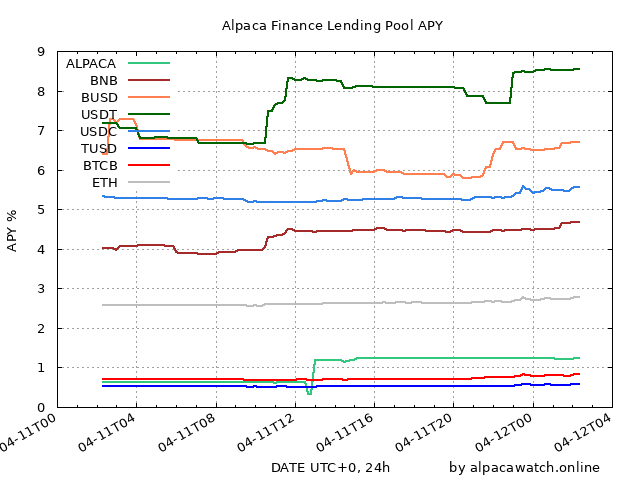 Alpaca Finance Lending Pool APY
9
8
7
6
5
4
3
2
1
0
APY %
ALPACA
BNB
BUSD
USDT
USDC
TUSD
BTCB
ETH
04-11T00
04-11T04
04-11T08
04-11T12
04-11T16
04-11T20
04-12T00
04-12T04
DATE UTC+0, 24h
by alpacawatch.online